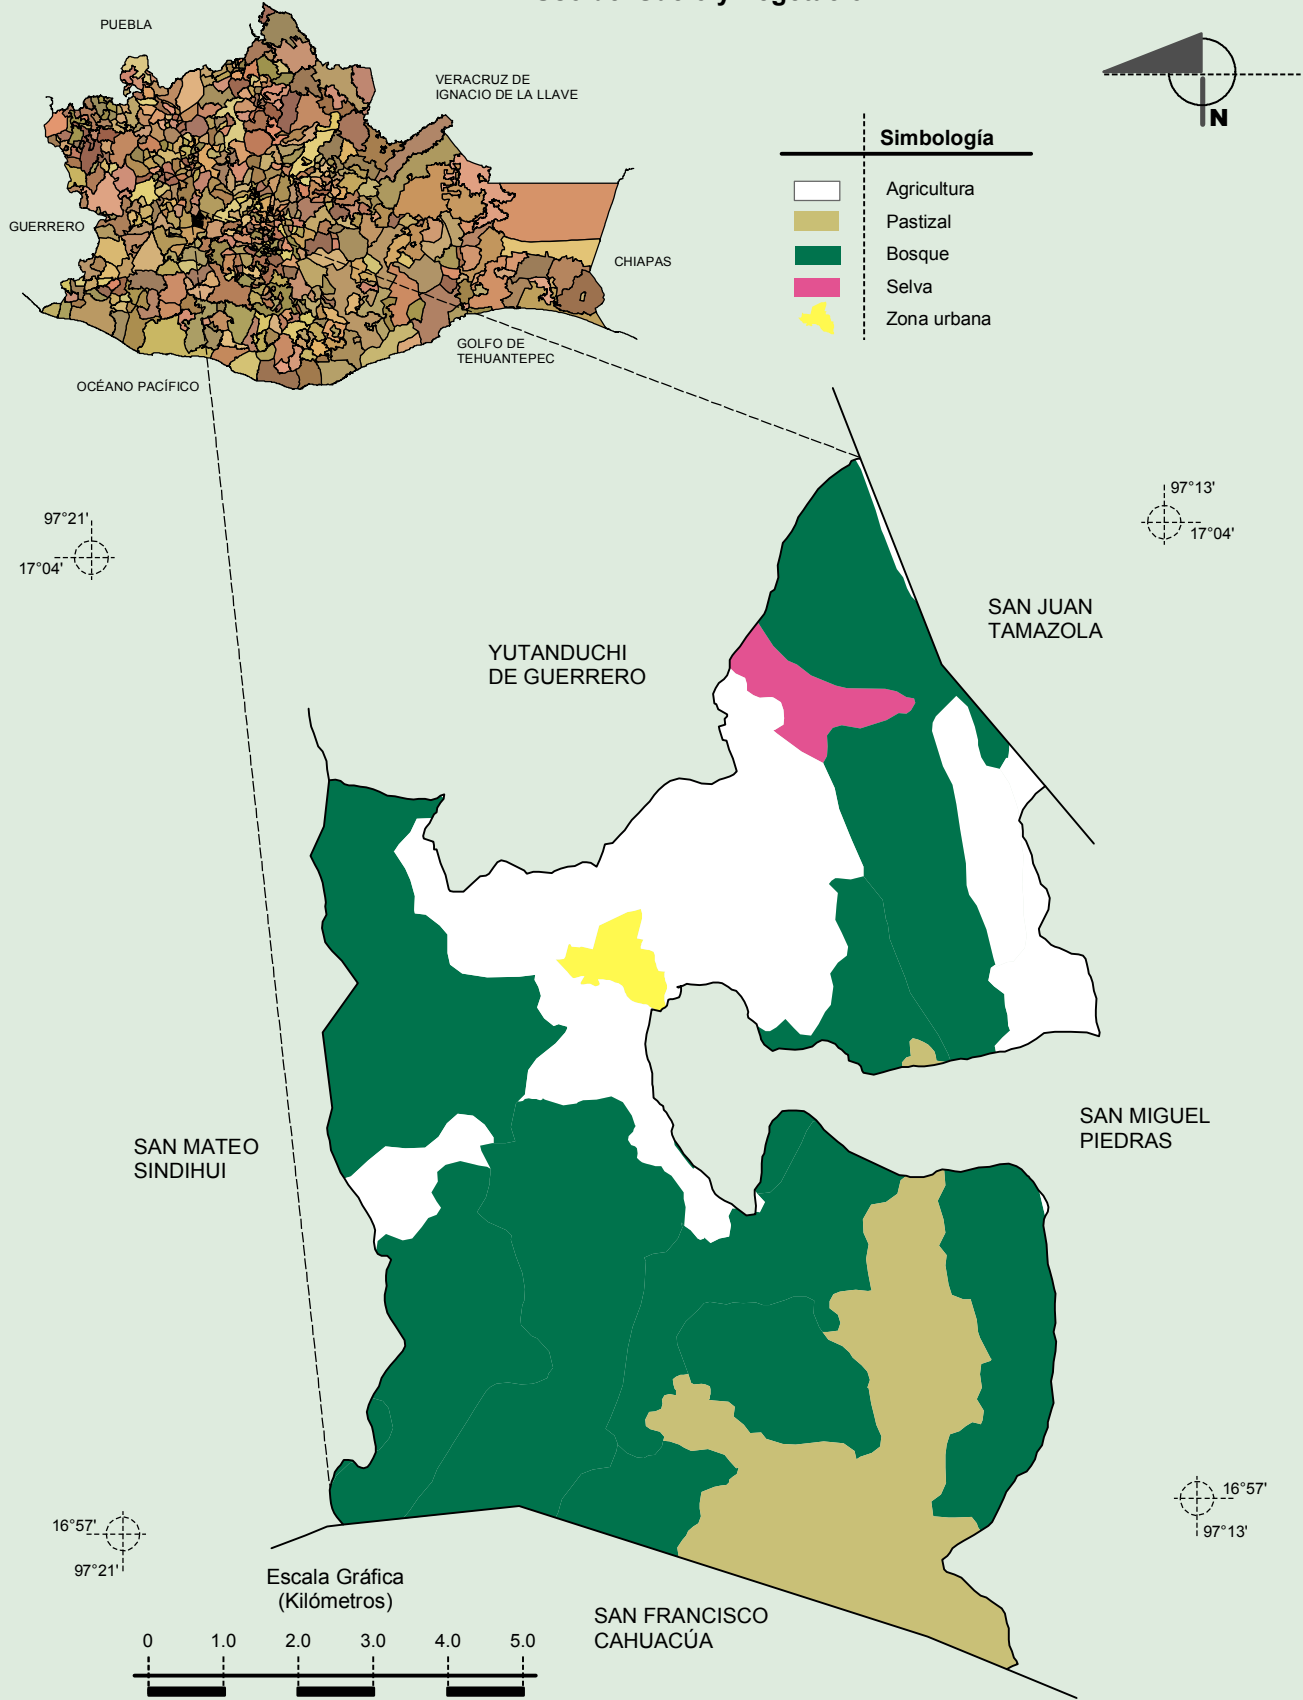 PUEBLA
VERACRUZ DE
IGNACIO DE LA LLAVE
N
Simbología
Agricultura
Pastizal
Bosque
Selva
Zona urbana
GUERRERO
CHIAPAS
GOLFO DE
TEHUANTEPEC
OCÉANO PACÍFICO
97°21'
17°04'
97°13'
17°04'
SAN JUAN
TAMAZOLA
YUTANDUCHI
DE GUERRERO
SAN MATEO
SINDIHUI
SAN MIGUEL
PIEDRAS
16°57'
97°21'
16°57'
97°13'
Escala Gráfica
(Kilómetros)
SAN FRANCISCO
CAHUACÚA
0 1.0 2.0 3.0 4.0 5.0